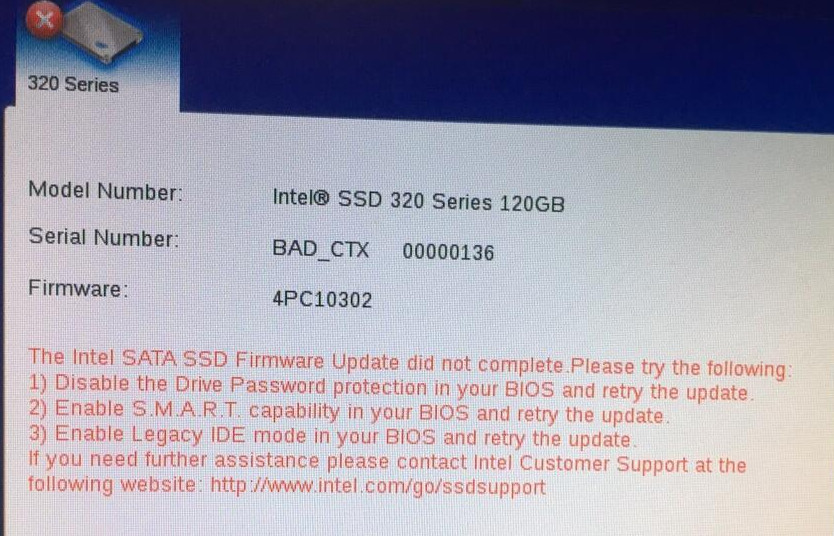 320 Series
Model Number: Intel® SSD 320 Series 120GB
Serial Number: BAD_CTX 00000136
Firmware: 4PC10302
The Intel SATA SSD Firmware Update did not complete.Please try the following:
1) Disable the Drive Password protection in your BIOS and retry the update.
2) Enable S.M.A.R.T. capability in your BIOS and retry the update.
3) Enable Legacy IDE mode in your BIOS and retry the update.
If you need further assistance please contact Intel Customer Support at the
following website: http://www.intel.com/go/ssdsupport